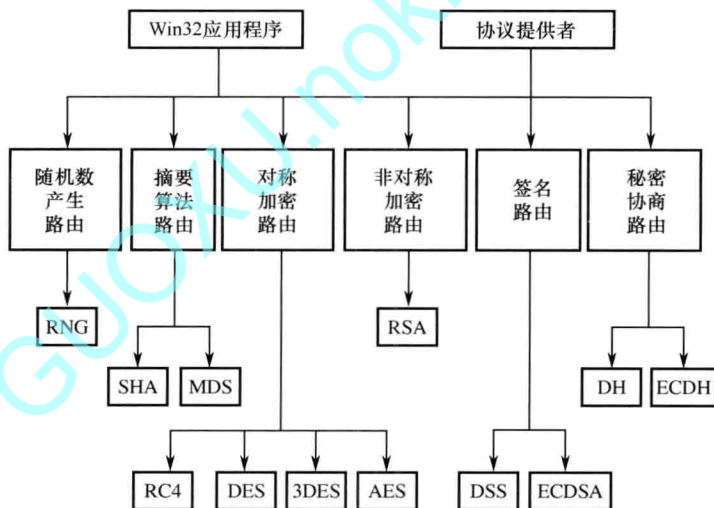 Win32应用程序
协议提供者
随机数
产生
路由
摘要
算法
路由
对称
加密
路由
非对称
加密
路由
签名
路由
秘密
协商
路由
RNG
RSA
SHA
MDS
DH
ECDH
RC4
DES
3DES
AES
DSS
ECDSA
GUOXU.nok